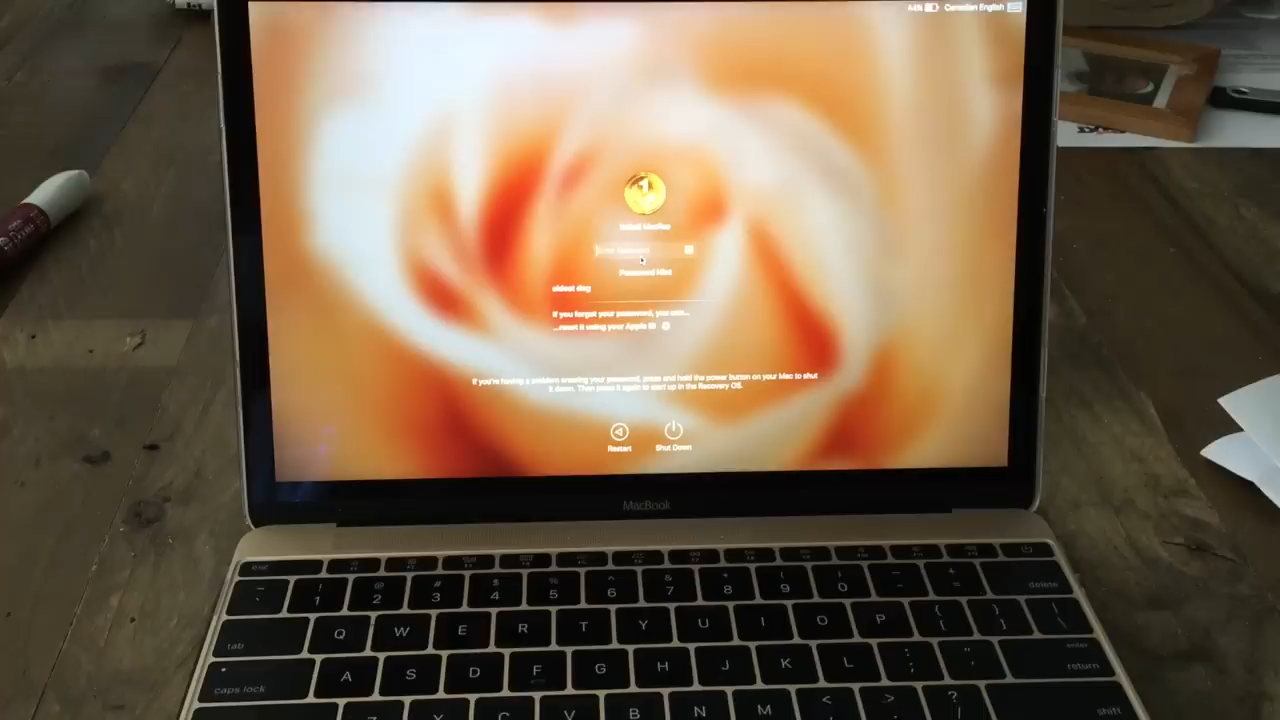 44% Canadian English
Enter Password
Password Hint
oldest dog
If you forgot your password, you can...
...reset it using your Apple ID
If you're having a problem entering your password, press and hold the power button on your Mac to shut
it down. Then press it again to start up in the Recovery OS.
Restart Shut Down
MacBook
esc
~ ! 1 @ 2 # 3 $ 4 % 5 ^ 6 & 7 8 ( 9 ) 0 - + = delete
tab Q W E R T Y U I O P { [ } ] | \
caps lock A S D F G H J K L : ; " ' enter return
Z X C V B N M < > ? / shift